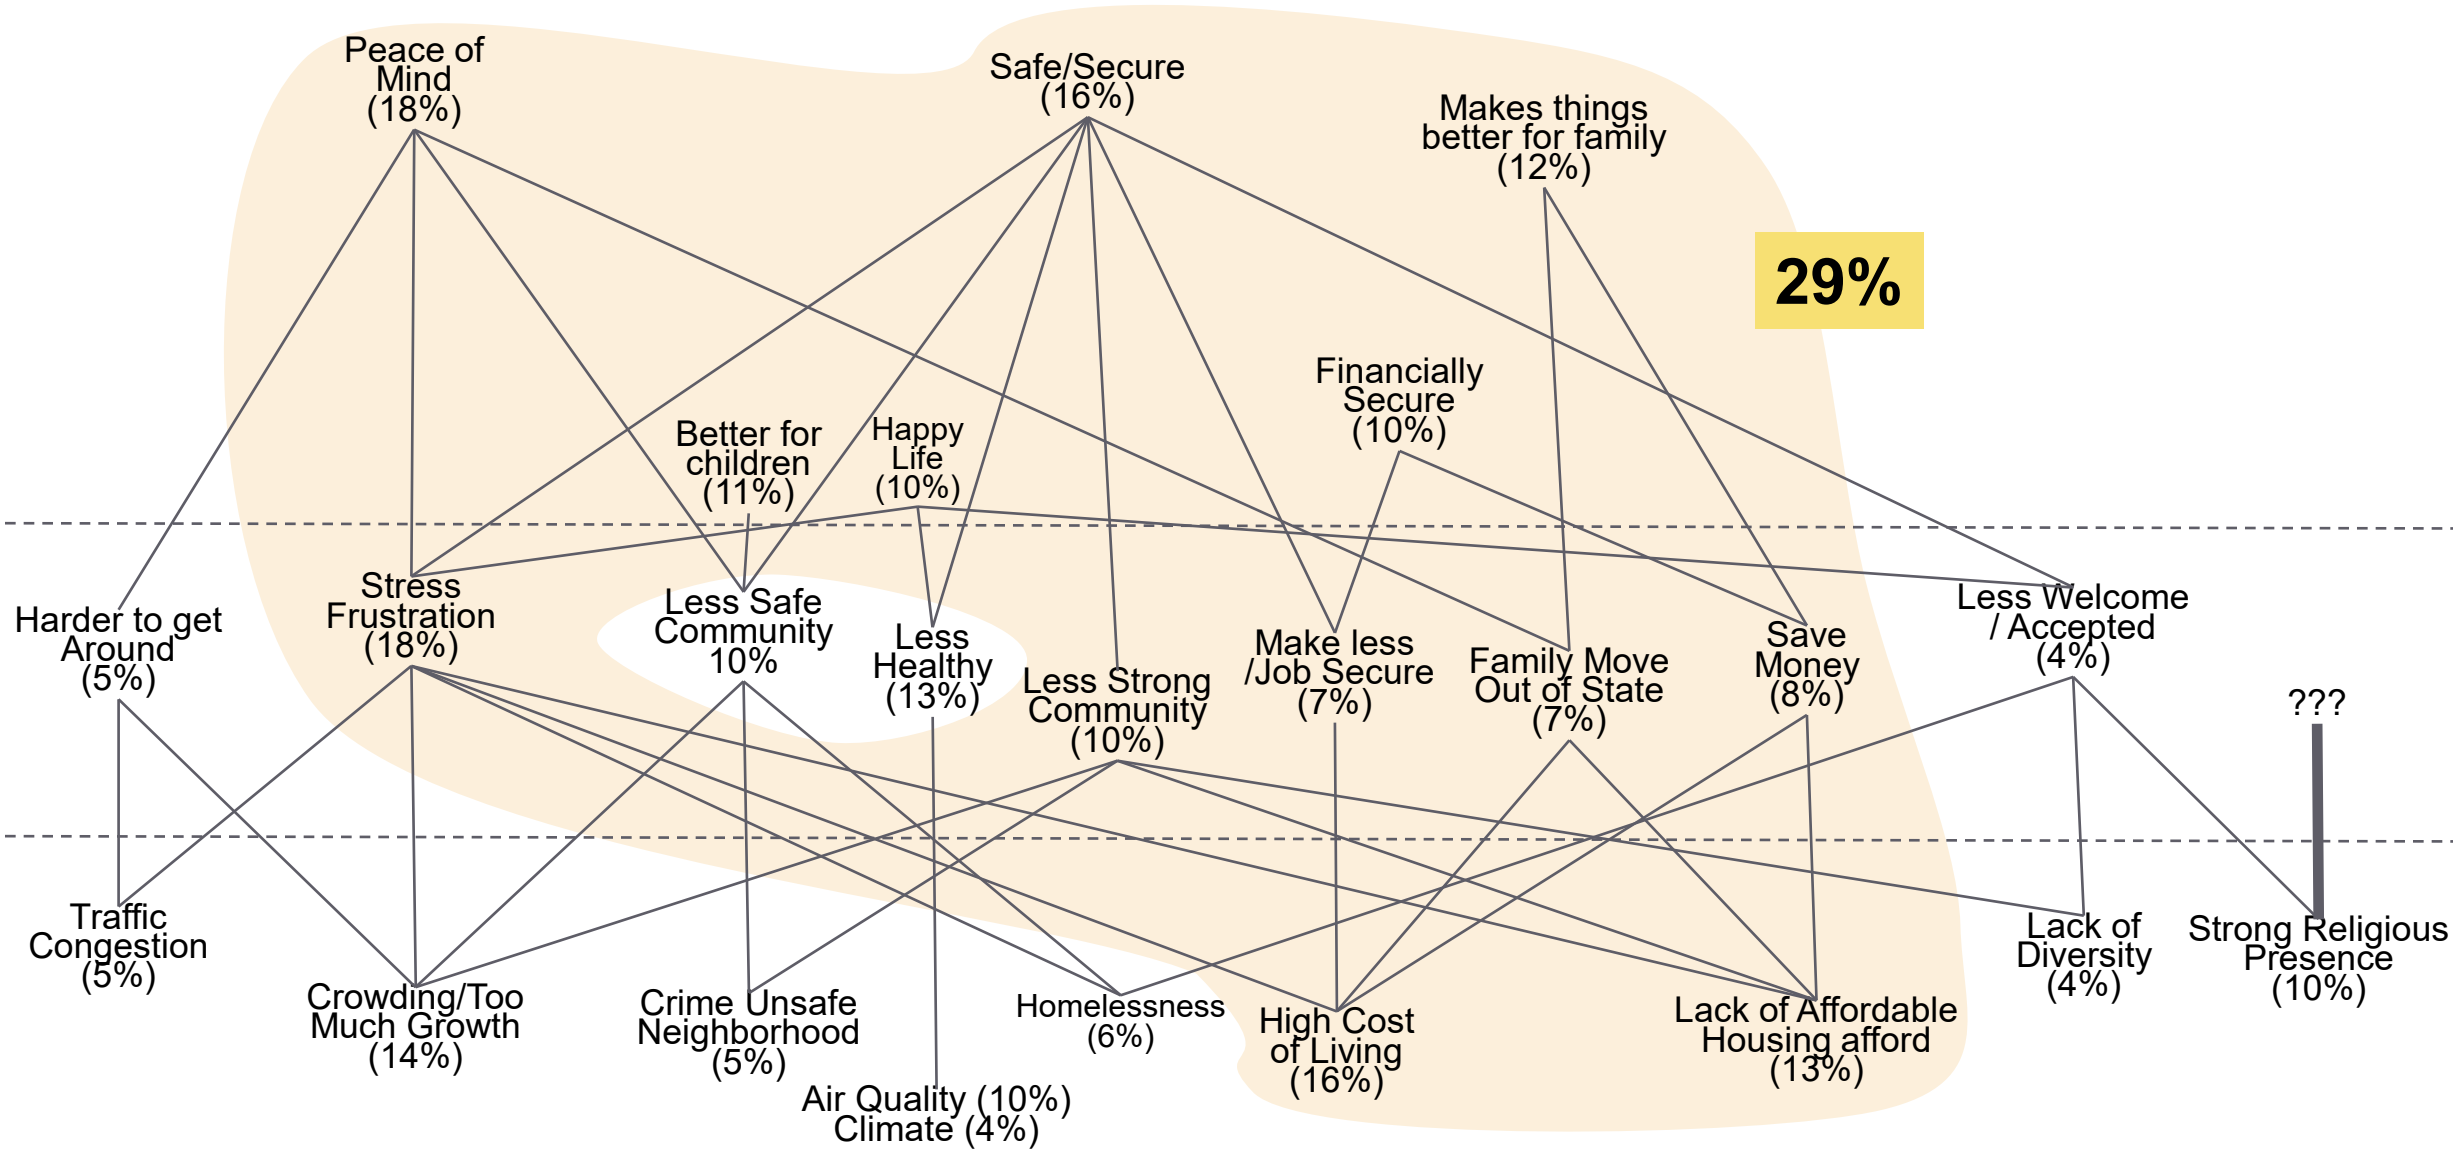 Peace of
Mind
(18%)
Safe/Secure
(16%)
Makes things
better for family
(12%)
29%
Financially
Secure
(10%)
Better for
children
(11%)
Happy
Life
(10%)
Harder to get
Around
(5%)
Stress
Frustration
(18%)
Less Safe
Community
10%
Less
Healthy
(13%)
Less Strong
Community
(10%)
Make less
/Job Secure
(7%)
Family Move
Out of State
(7%)
Save
Money
(8%)
Less Welcome
/ Accepted
(4%)
???
Traffic
Congestion
(5%)
Crowding/Too
Much Growth
(14%)
Crime Unsafe
Neighborhood
(5%)
Air Quality (10%)
Climate (4%)
Homelessness
(6%)
High Cost
of Living
(16%)
Lack of Affordable
Housing afford
(13%)
Lack of
Diversity
(4%)
Strong Religious
Presence
(10%)